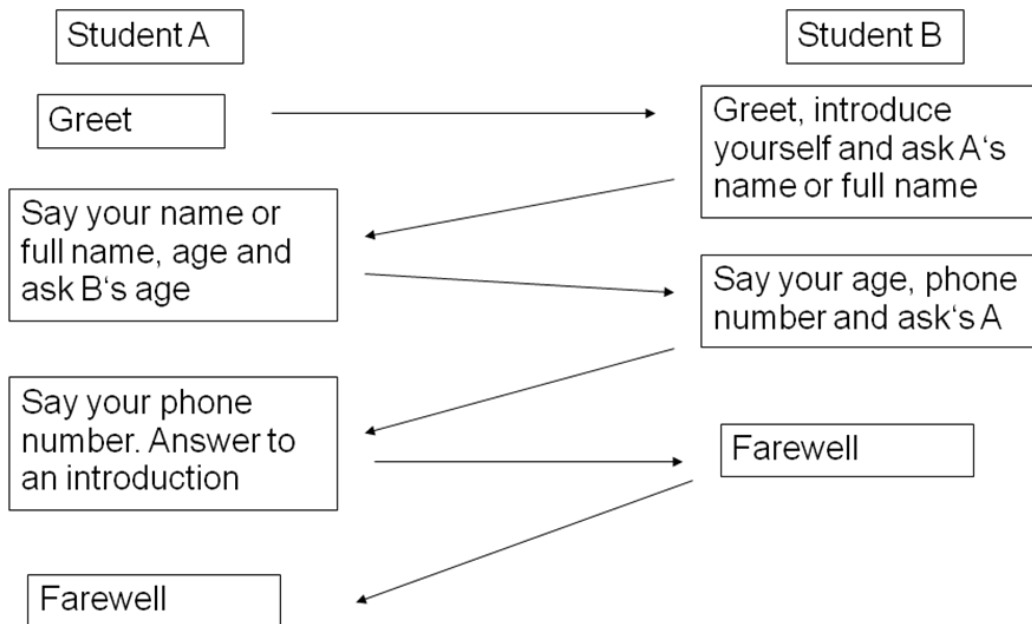 Student A
Student B
Greet
Greet, introduce
yourself and ask A‘s
name or full name
Say your name or
full name, age and
ask B‘s age
Say your age, phone
number and ask‘s A
Say your phone
number. Answer to
an introduction
Farewell
Farewell